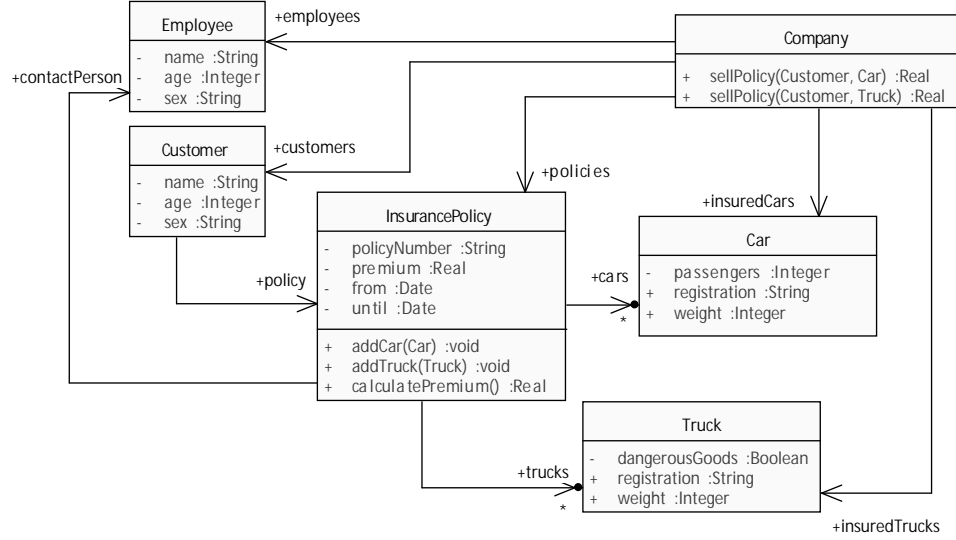 Employee
- name :String
- age :Integer
- sex :String
+employees
+contactPerson
Company
+ sellPolicy(Customer, Car) :Real
+ sellPolicy(Customer, Truck) :Real
Customer
- name :String
- age :Integer
- sex :String
+customers
+policies
+policy
InsurancePolicy
- policyNumber :String
- premium :Real
- from :Date
- until :Date
+ addCar(Car) :void
+ addTruck(Truck) :void
+ calculatePremium() :Real
+insuredCars
Car
- passengers :Integer
+ registration :String
+ weight :Integer
+cars
*
Truck
- dangerousGoods :Boolean
+ registration :String
+ weight :Integer
+trucks
*
+insuredTrucks